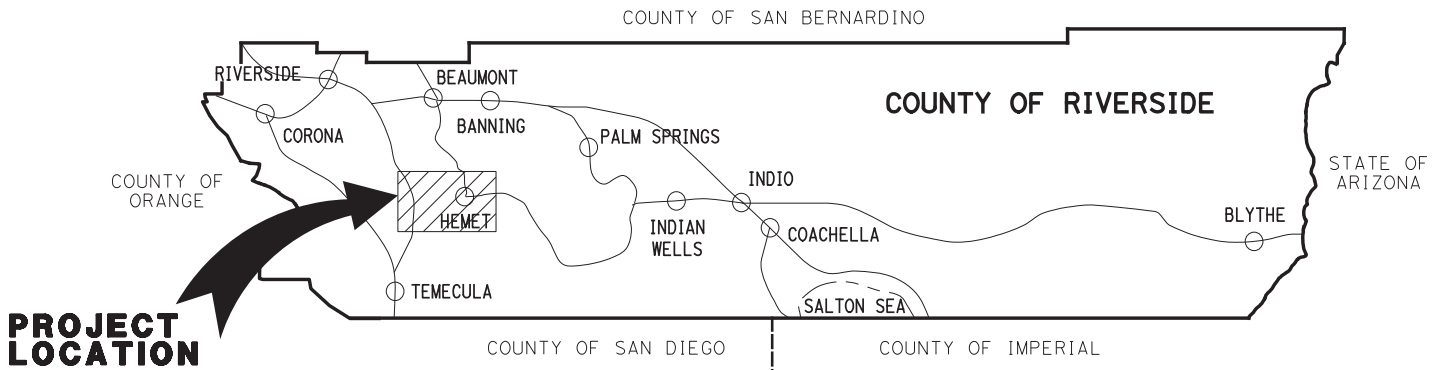 COUNTY OF SAN BERNARDINO
RIVERSIDE
BEAUMONT
COUNTY OF RIVERSIDE
CORONA
BANNING
PALM SPRINGS
STATE OF
ARIZONA
COUNTY OF
ORANGE
INDIO
HEMET
INDIAN
WELLS
COACHELLA
BLYTHE
TEMECULA
SALTON SEA
PROJECT
LOCATION
COUNTY OF SAN DIEGO
COUNTY OF IMPERIAL